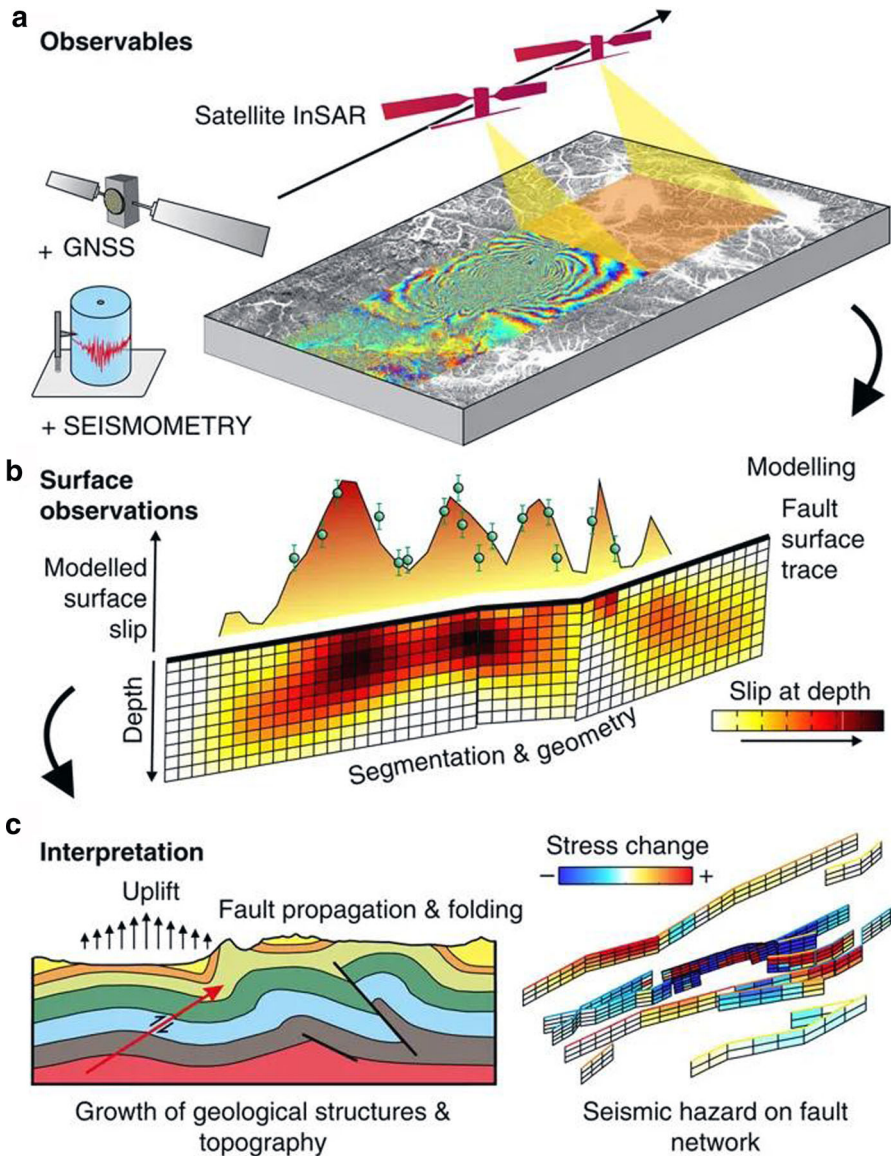 a
Observables
Satellite InSAR
+ GNSS
+ SEISMOMETRY
b
Surface
observations
Modelling
Fault
surface
trace
Modelled
surface
slip
Depth
Slip at depth
Segmentation & geometry
c
Interpretation
Uplift
Fault propagation & folding
Stress change
− +
Growth of geological structures &
topography
Seismic hazard on fault
network